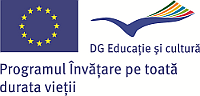 DG Educație și cultură
Programul Învățare pe toată
durata vieții